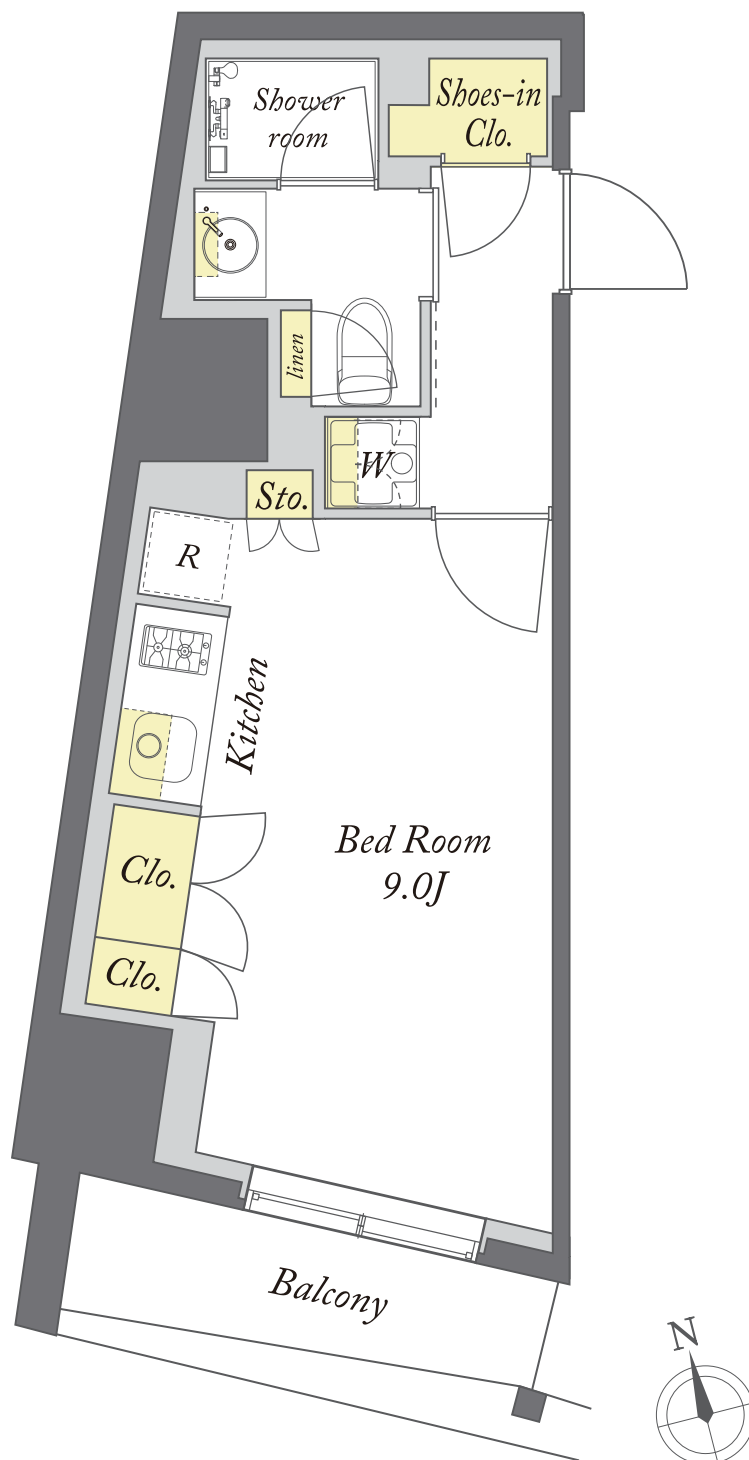 Shower
room
Shoes-in
Clo.
linen
W
Sto.
R
Kitchen
Bed Room
9.0J
Clo.
Clo.
Balcony
N